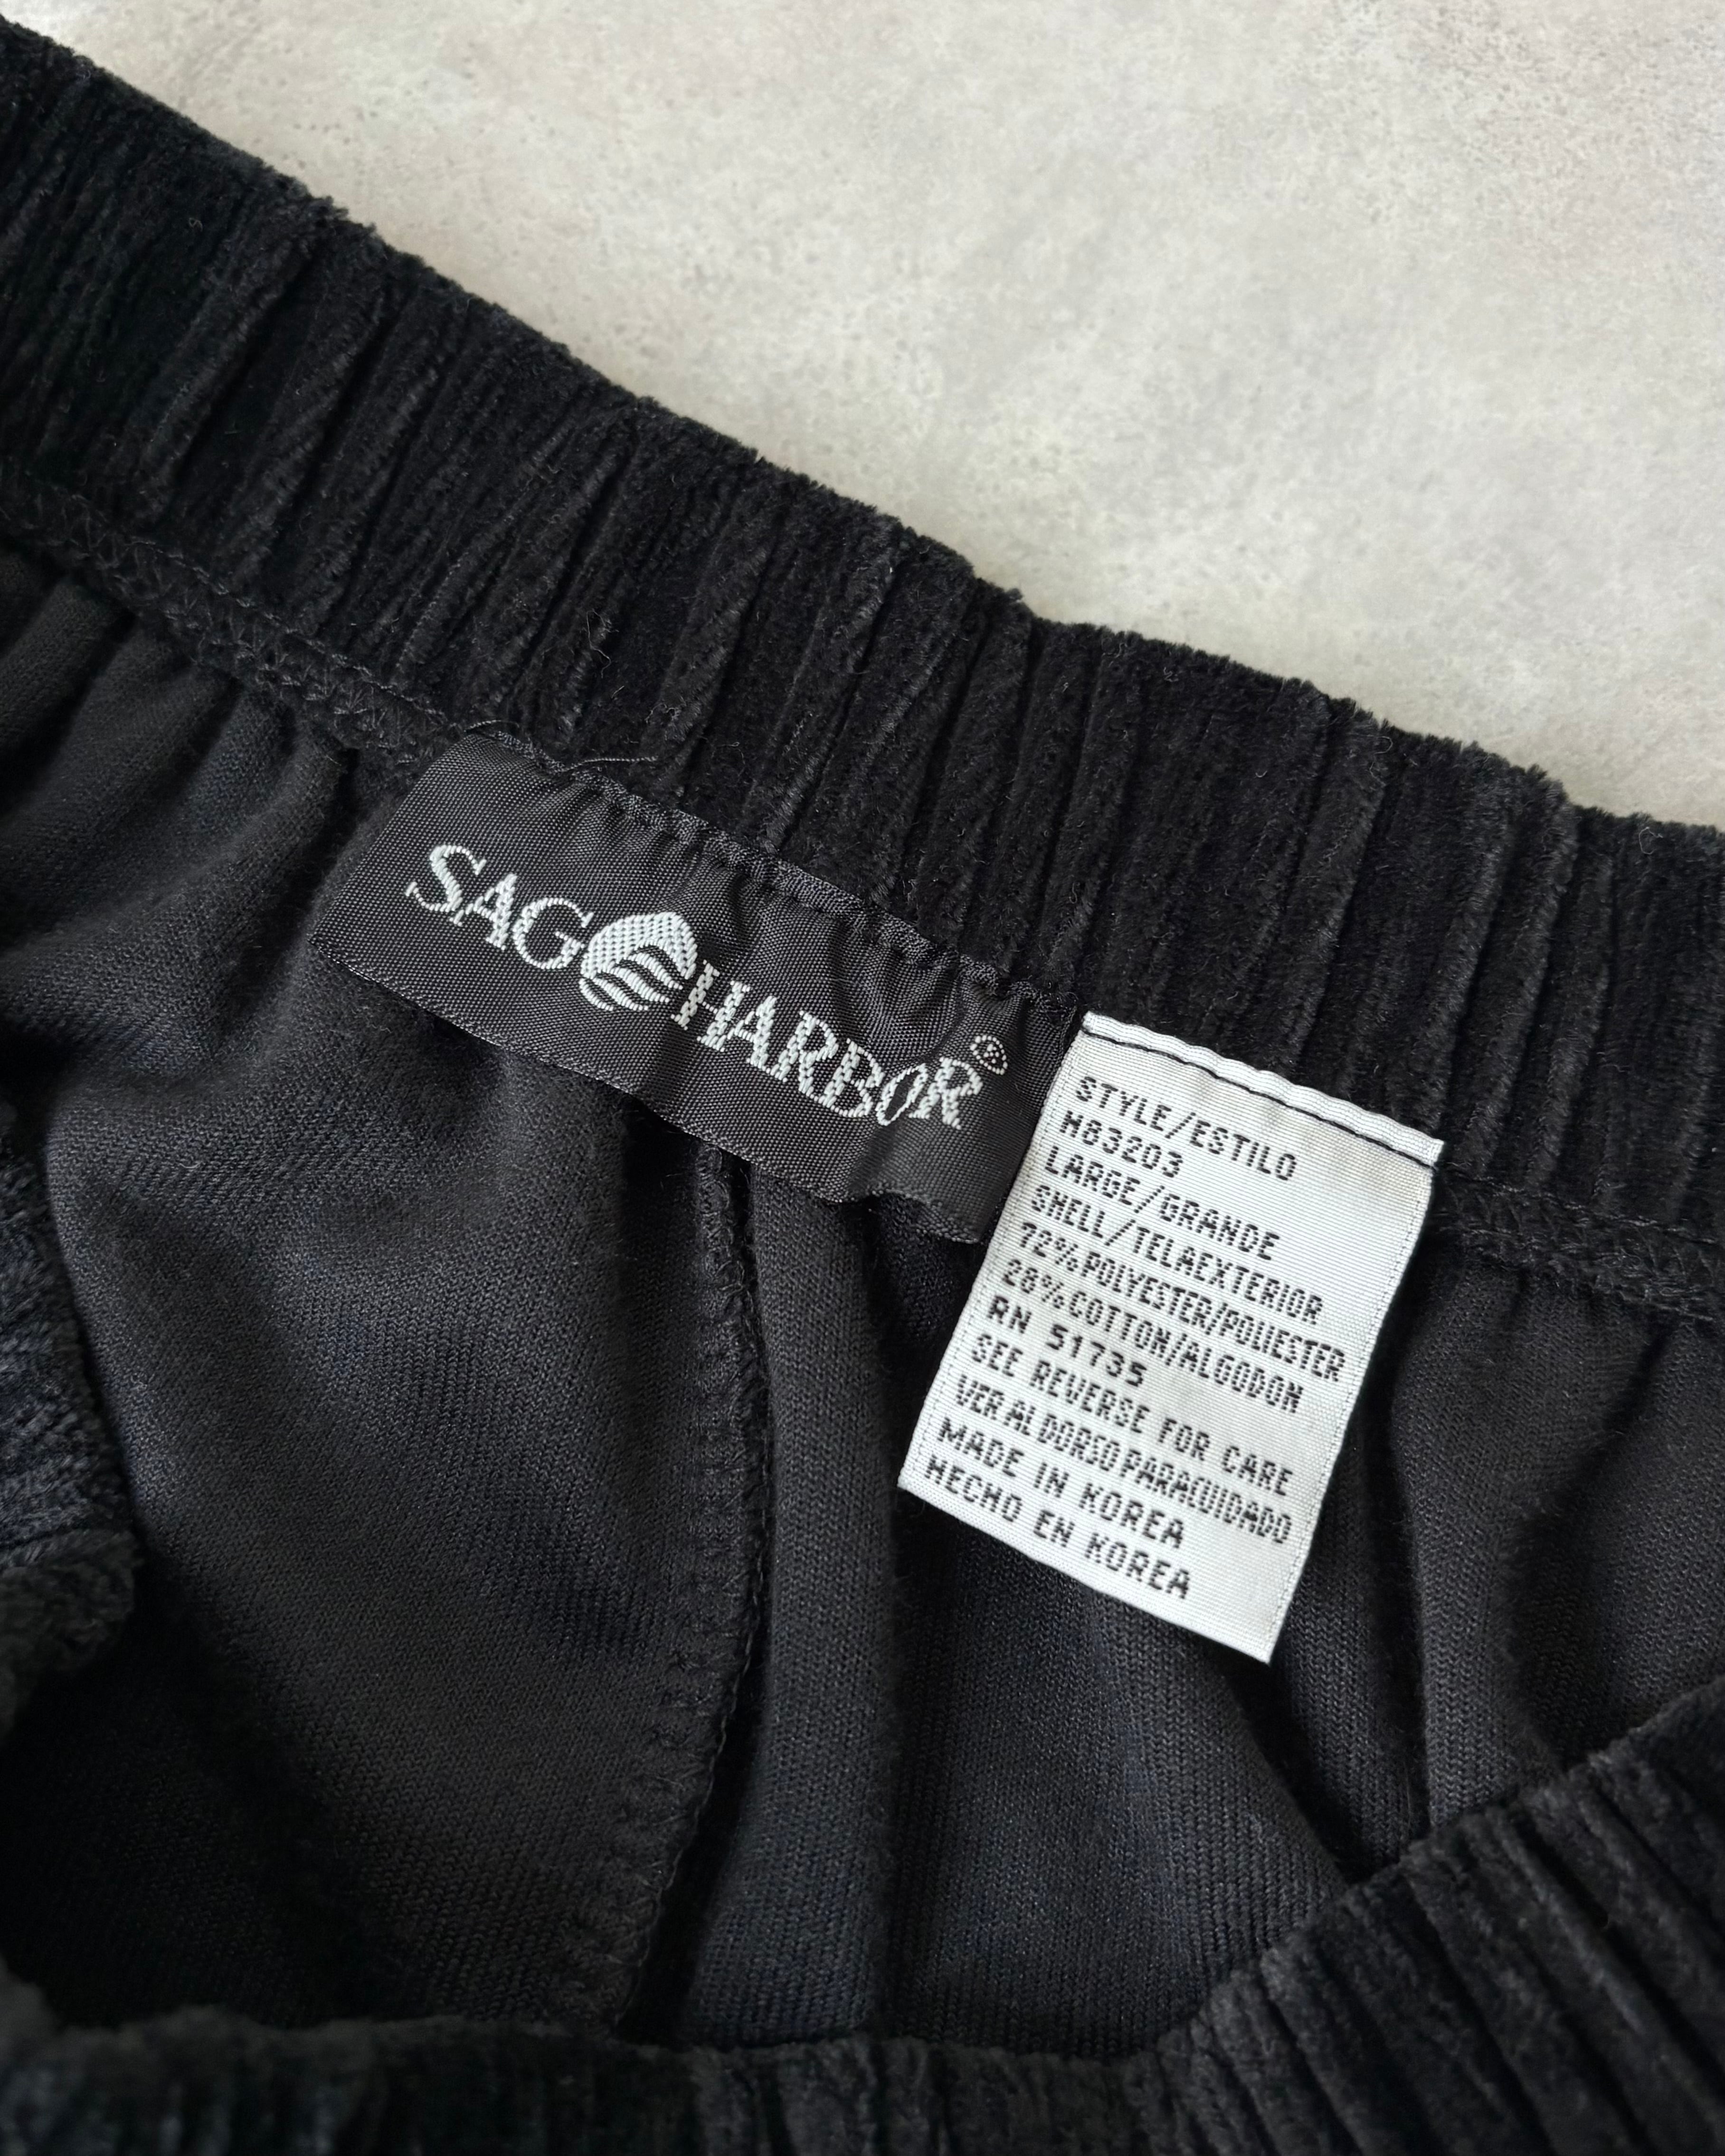 SAG HARBOR®
STYLE/ESTILO
H83203
LARGE/GRANDE
SHELL/TELAEXTERIOR
72%POLYESTER/POLIESTER
28%COTTON/ALGODON
RN 51735
SEE REVERSE FOR CARE
VER AL DORSO PARA CUIDADO
MADE IN KOREA
HECHO EN KOREA